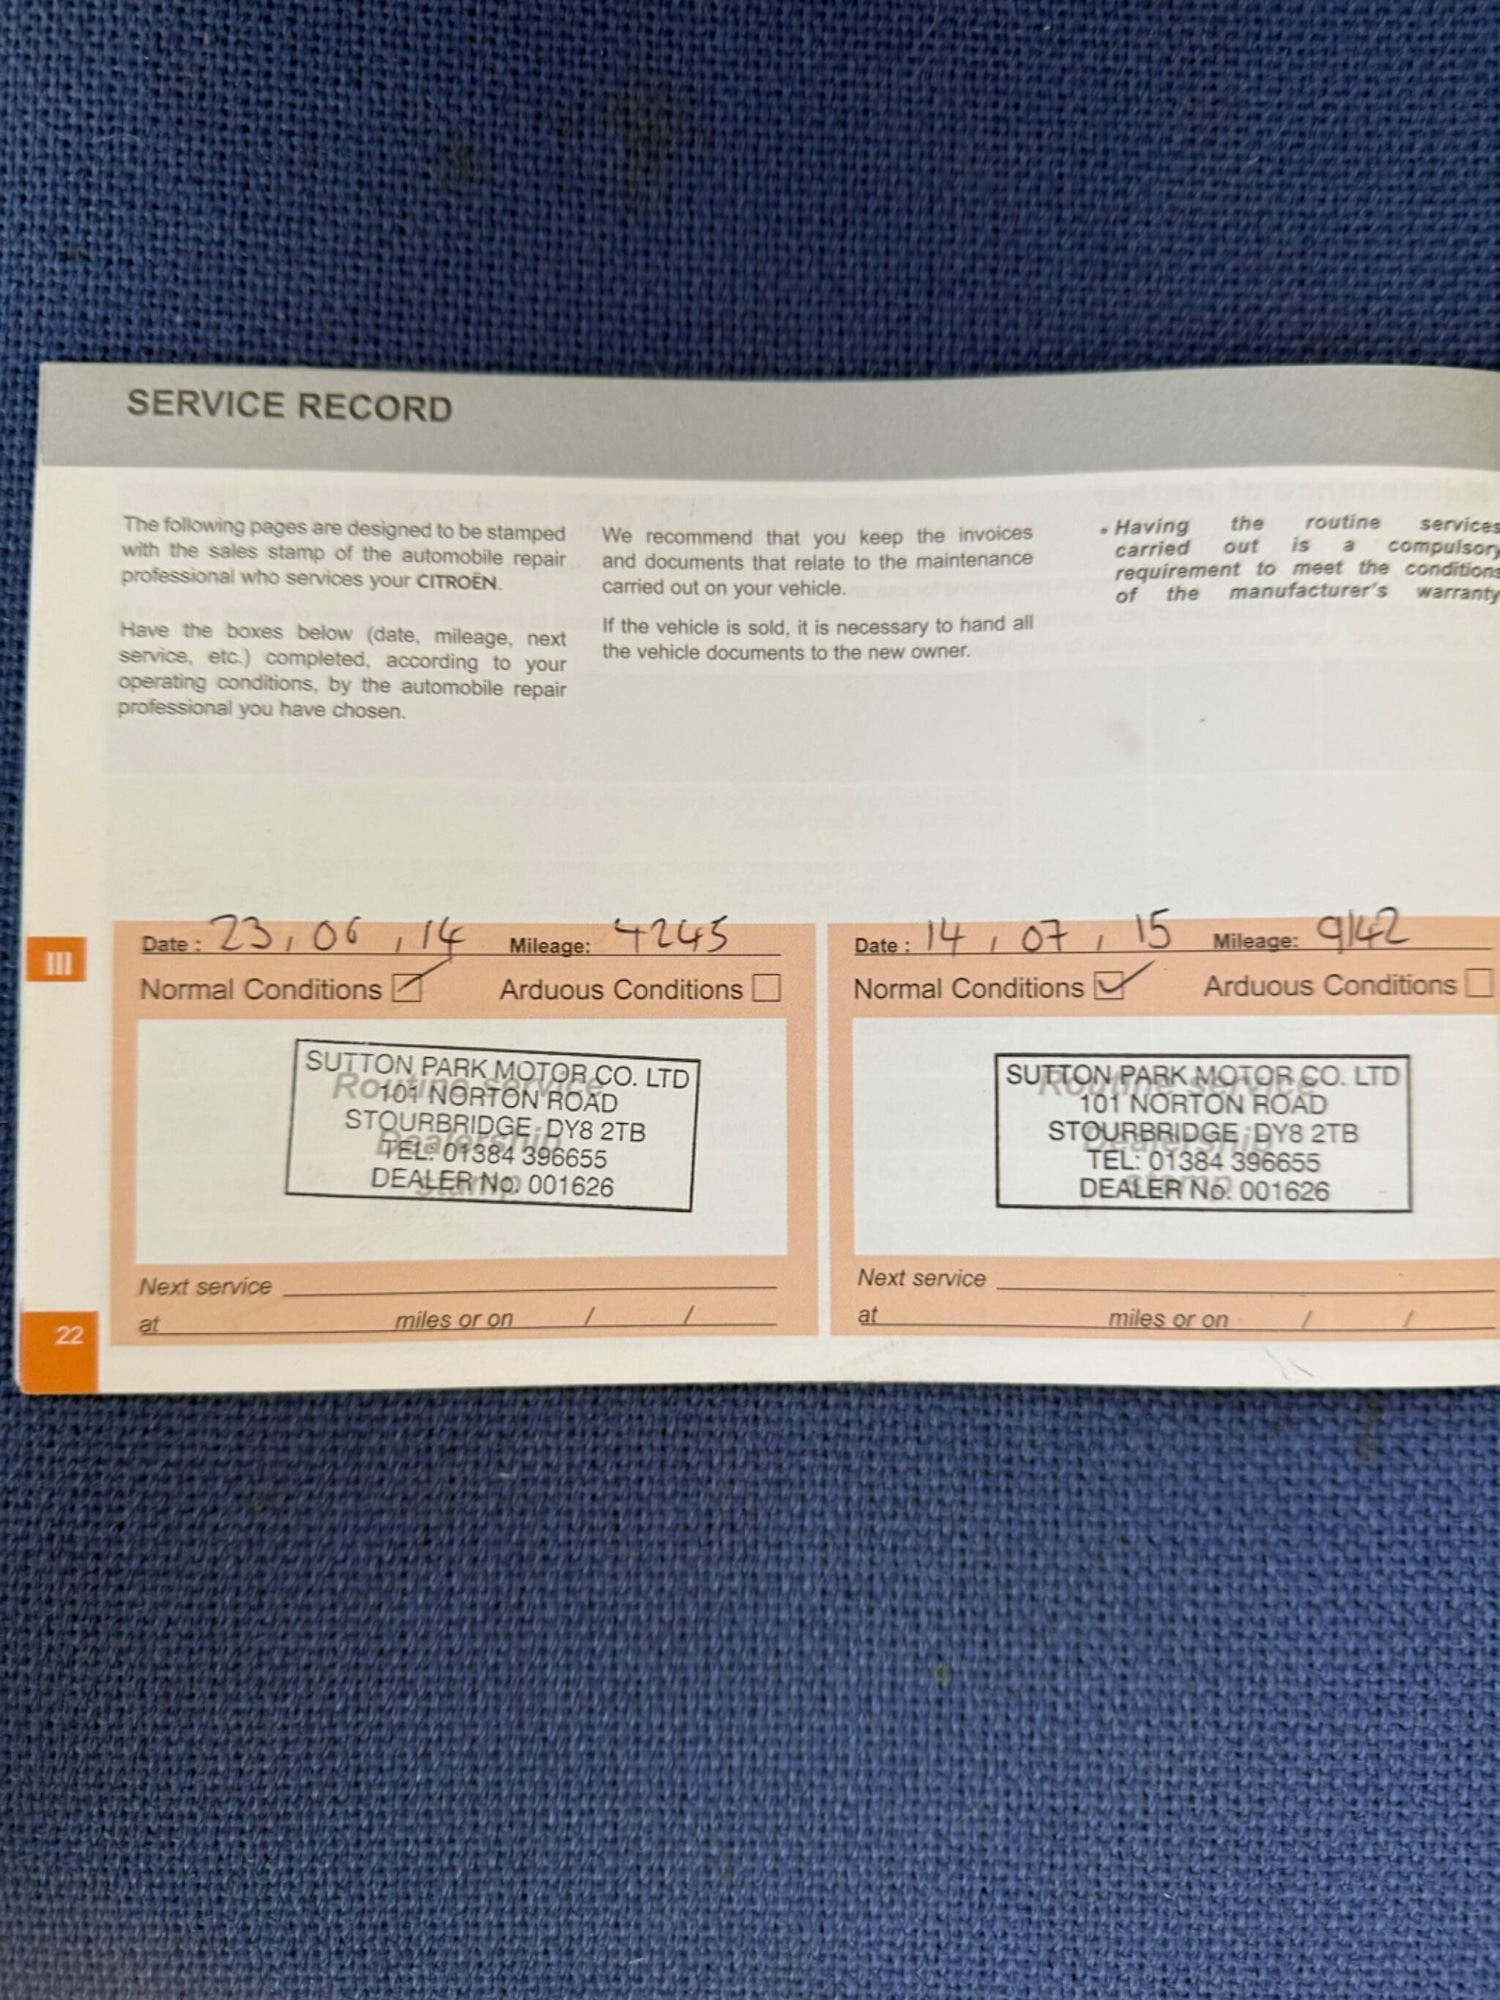 SERVICE RECORD
The following pages are designed to be stamped
with the sales stamp of the automobile repair
professional who services your CITROËN.
Have the boxes below (date, mileage, next
service, etc.) completed, according to your
operating conditions, by the automobile repair
professional you have chosen.
We recommend that you keep the invoices
and documents that relate to the maintenance
carried out on your vehicle.
If the vehicle is sold, it is necessary to hand all
the vehicle documents to the new owner.
• Having the routine services
carried out is a compulsory
requirement to meet the conditions
of the manufacturer's warranty
III
Date : 23 / 06 / 14 Mileage: 4245
Normal Conditions Arduous Conditions
Routine service
Dealership
stamp
SUTTON PARK MOTOR CO. LTD
101 NORTON ROAD
STOURBRIDGE DY8 2TB
TEL: 01384 396655
DEALER No. 001626
Next service
at miles or on / /
Date : 14 / 07 / 15 Mileage: 9142
Normal Conditions Arduous Conditions
Routine service
Dealership
stamp
SUTTON PARK MOTOR CO. LTD
101 NORTON ROAD
STOURBRIDGE DY8 2TB
TEL: 01384 396655
DEALER No. 001626
Next service
at miles or on / /
22